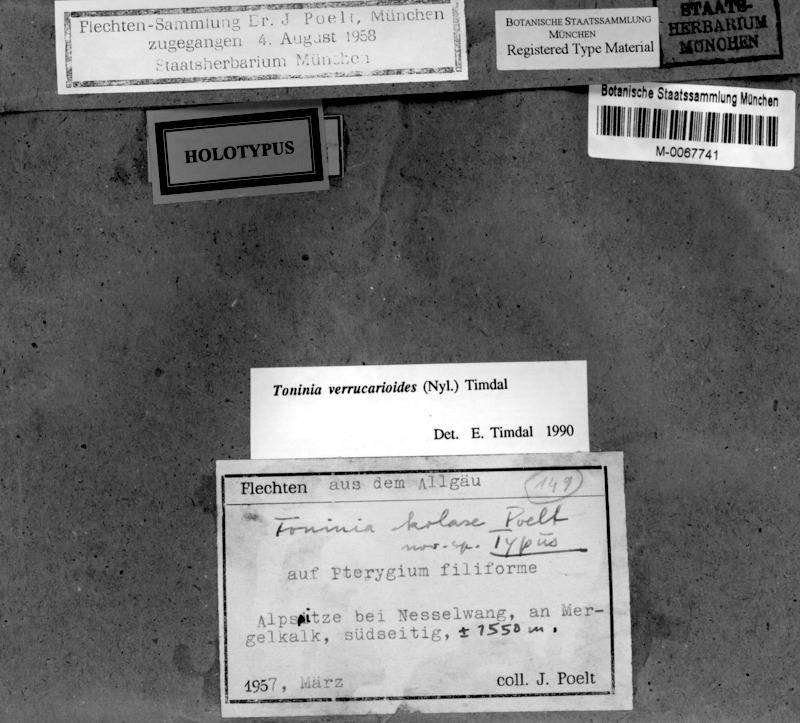 Flechten-Sammlung Dr. J Poelt, München
zugegangen 4. August 1958
Staatsherbarium München
BOTANISCHE STAATSSAMMLUNG
MÜNCHEN
Registered Type Material
STAATS-
HERBARIUM
MÜNCHEN
Botanische Staatssammlung München
M-0067741
HOLOTYPUS
Toninia verrucarioides (Nyl.) Timdal
Det. E. Timdal 1990
Flechten aus dem Allgäu
149
Toninia kolax Poelt
nov. sp. Typus
auf Pterygium filiforme
Alpspitze bei Nesselwang, an Mer-
gelkalk, südseitig, ± 1550 m.
1957, März coll. J. Poelt